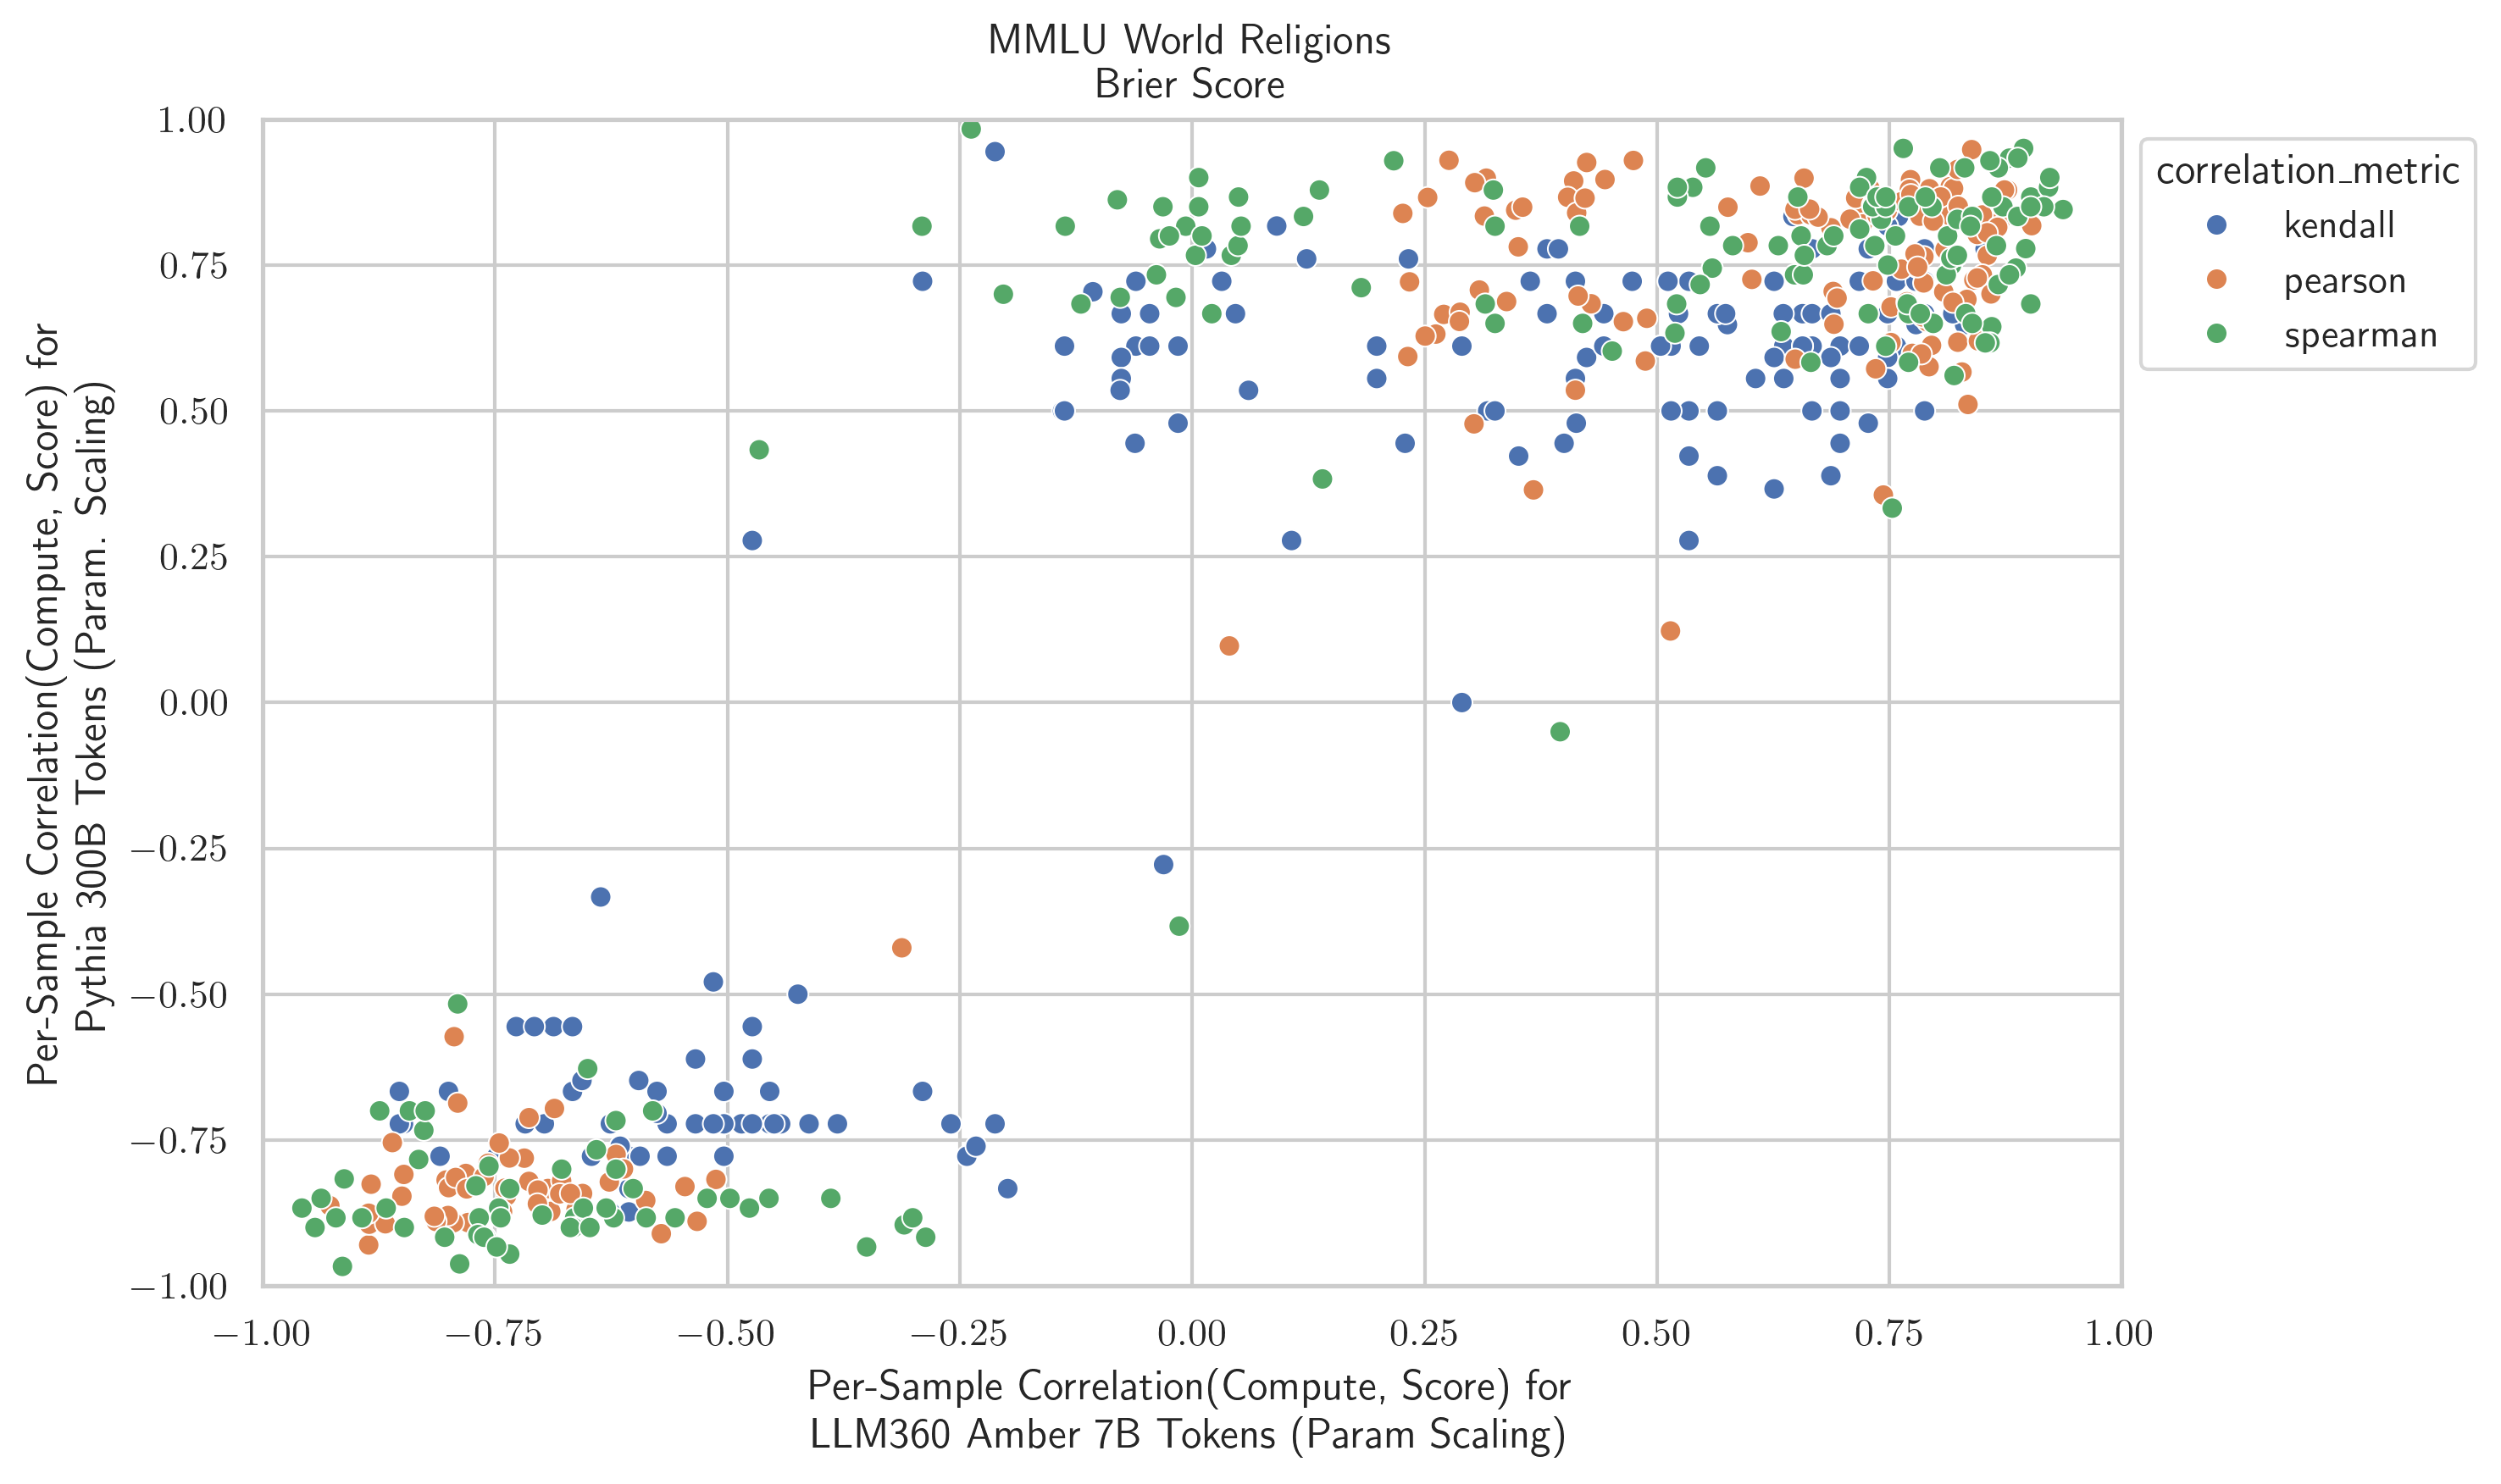 MMLU World Religions
Brier Score
Per-Sample Correlation(Compute, Score) for
Pythia 300B Tokens (Param. Scaling)
1.00
0.75
0.50
0.25
0.00
−0.25
−0.50
−0.75
−1.00
−1.00 −0.75 −0.50 −0.25 0.00 0.25 0.50 0.75 1.00
Per-Sample Correlation(Compute, Score) for
LLM360 Amber 7B Tokens (Param Scaling)
correlation_metric
kendall
pearson
spearman